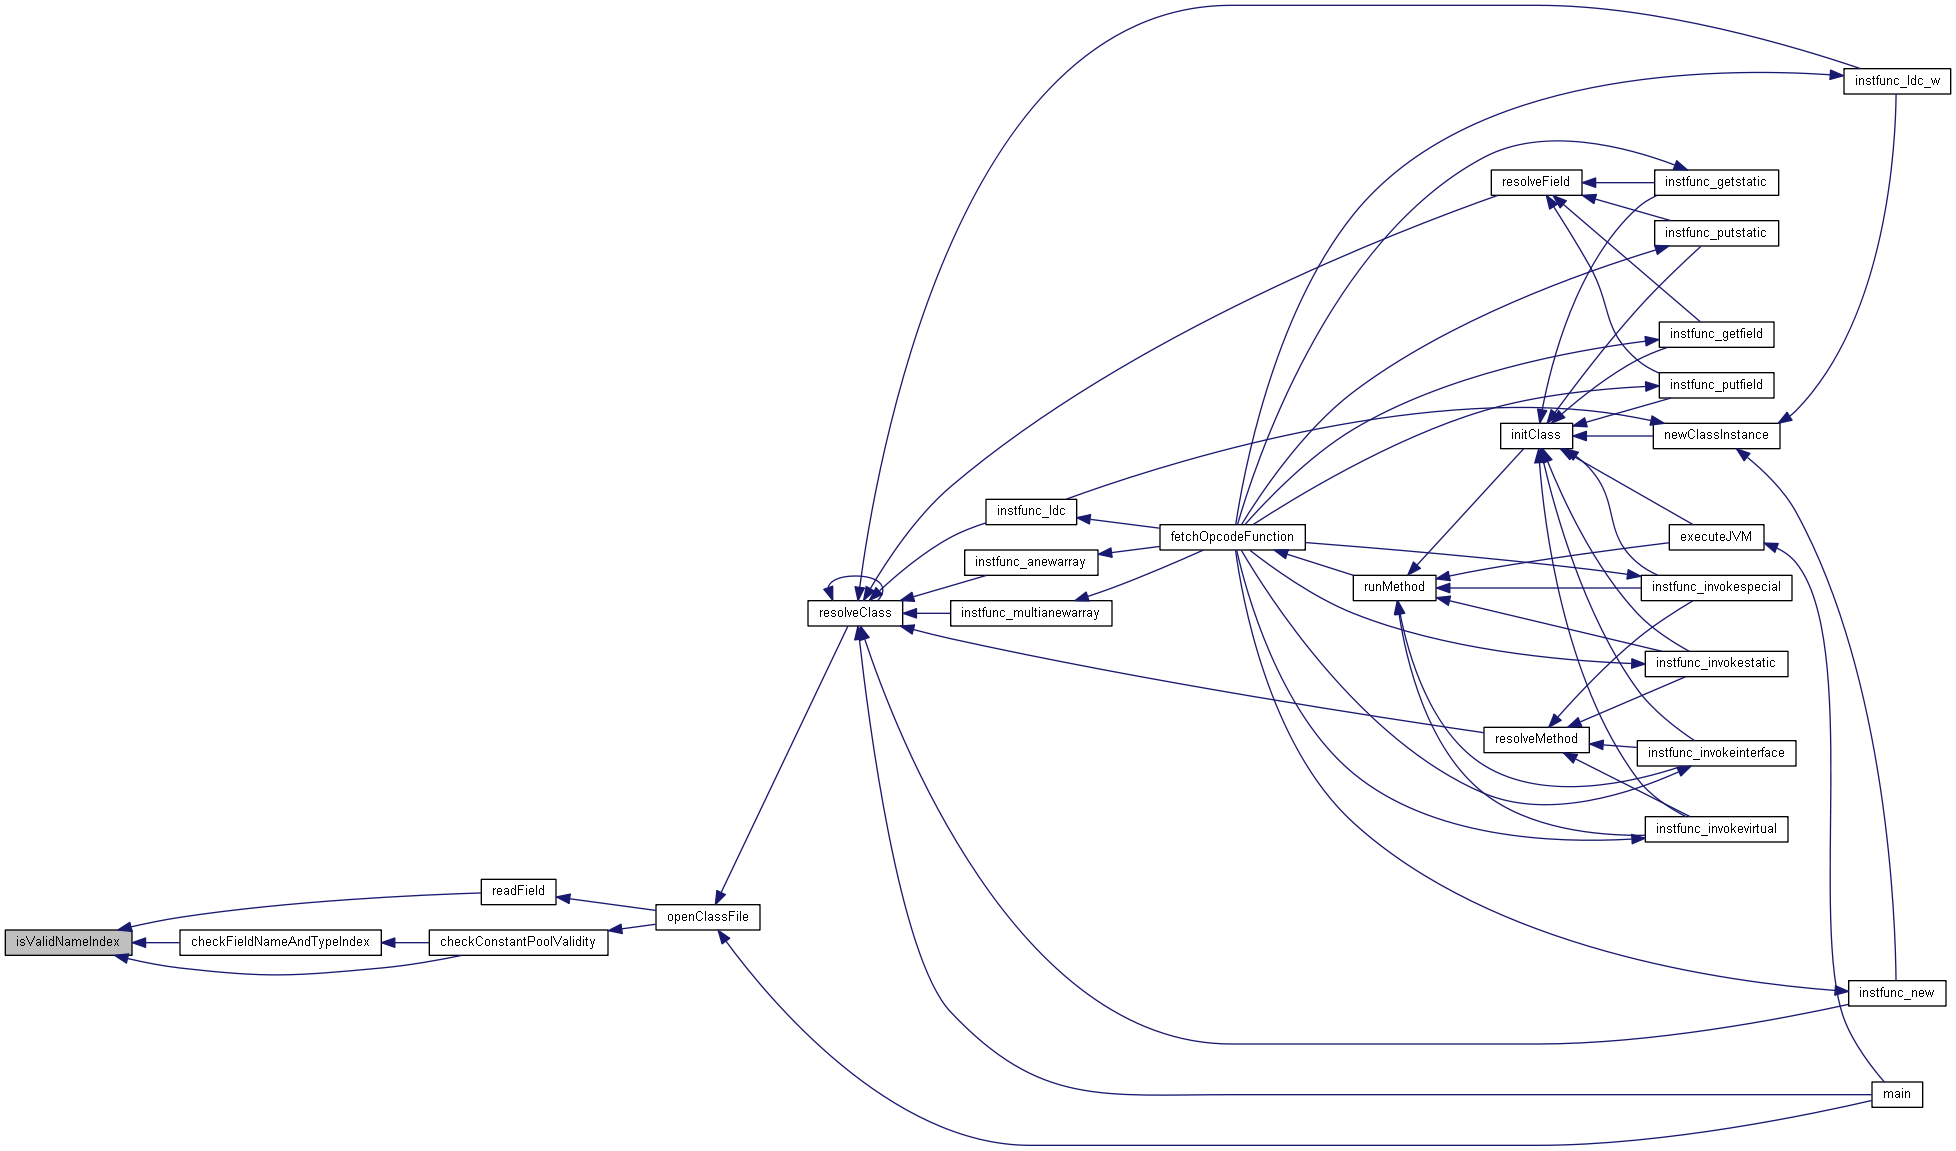 instfunc_ldc_w
resolveField
instfunc_getstatic
instfunc_putstatic
instfunc_getfield
instfunc_putfield
initClass
newClassInstance
instfunc_ldc
fetchOpcodeFunction
executeJVM
instfunc_anewarray
runMethod
instfunc_invokespecial
resolveClass
instfunc_multianewarray
instfunc_invokestatic
resolveMethod
instfunc_invokeinterface
instfunc_invokevirtual
readField
openClassFile
isValidNameIndex
checkFieldNameAndTypeIndex
checkConstantPoolValidity
instfunc_new
main